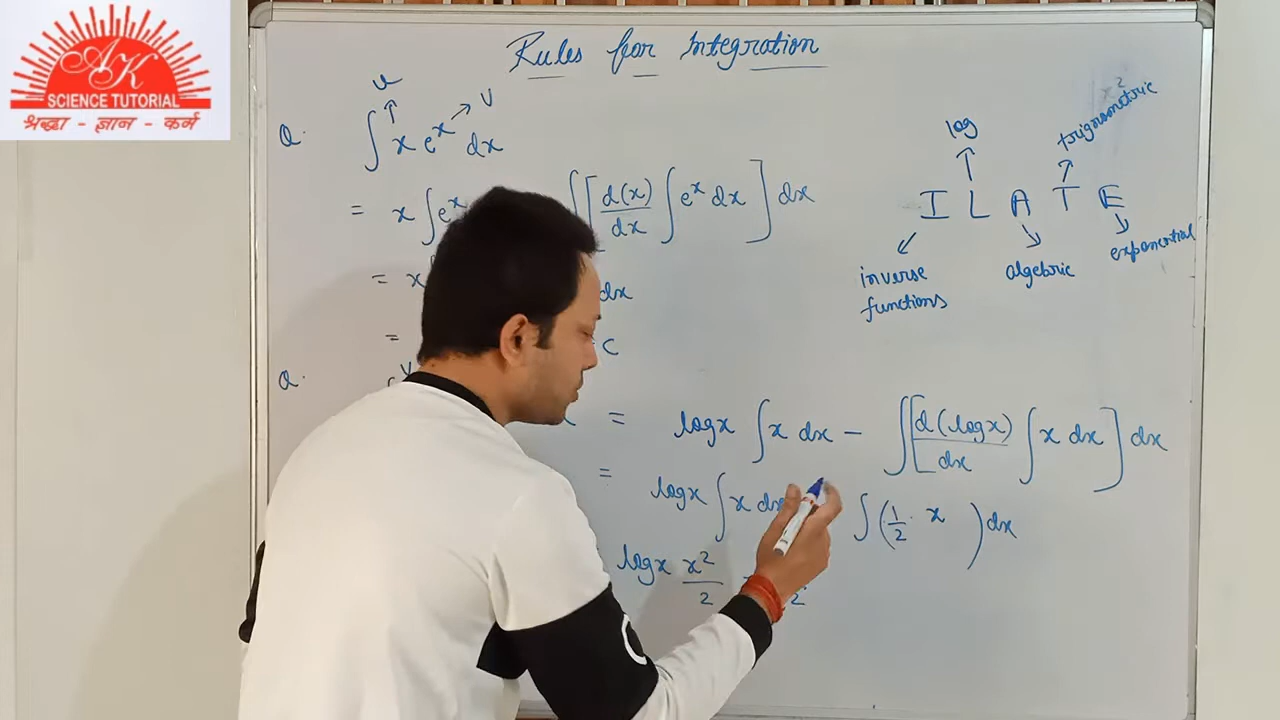 AK
SCIENCE TUTORIAL
श्रद्धा - ज्ञान - कर्म
Rules for Integration
u
V
Q. ∫ x eˣ dx
= x ∫ eˣ ∫ [ d(x)/dx ∫ eˣ dx ] dx
= x dx
= c
log
trigonometric
I L A T E
inverse functions
algebric
exponential
Q.
= logx ∫ x dx − ∫ [ d(logx)/dx ∫ x dx ] dx
= logx ∫ x dx ∫ ( 1/2 · x ) dx
logx x²/2 2